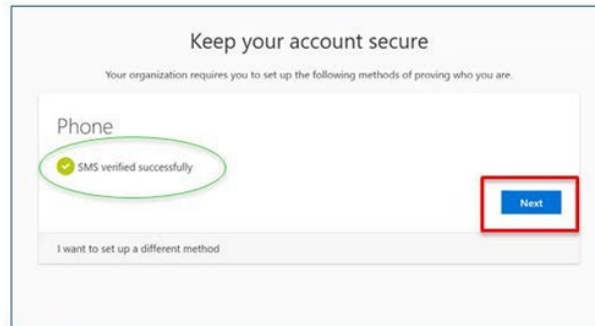 Keep your account secure
Your organization requires you to set up the following methods of proving who you are.
Phone
SMS verified successfully
Next
I want to set up a different method